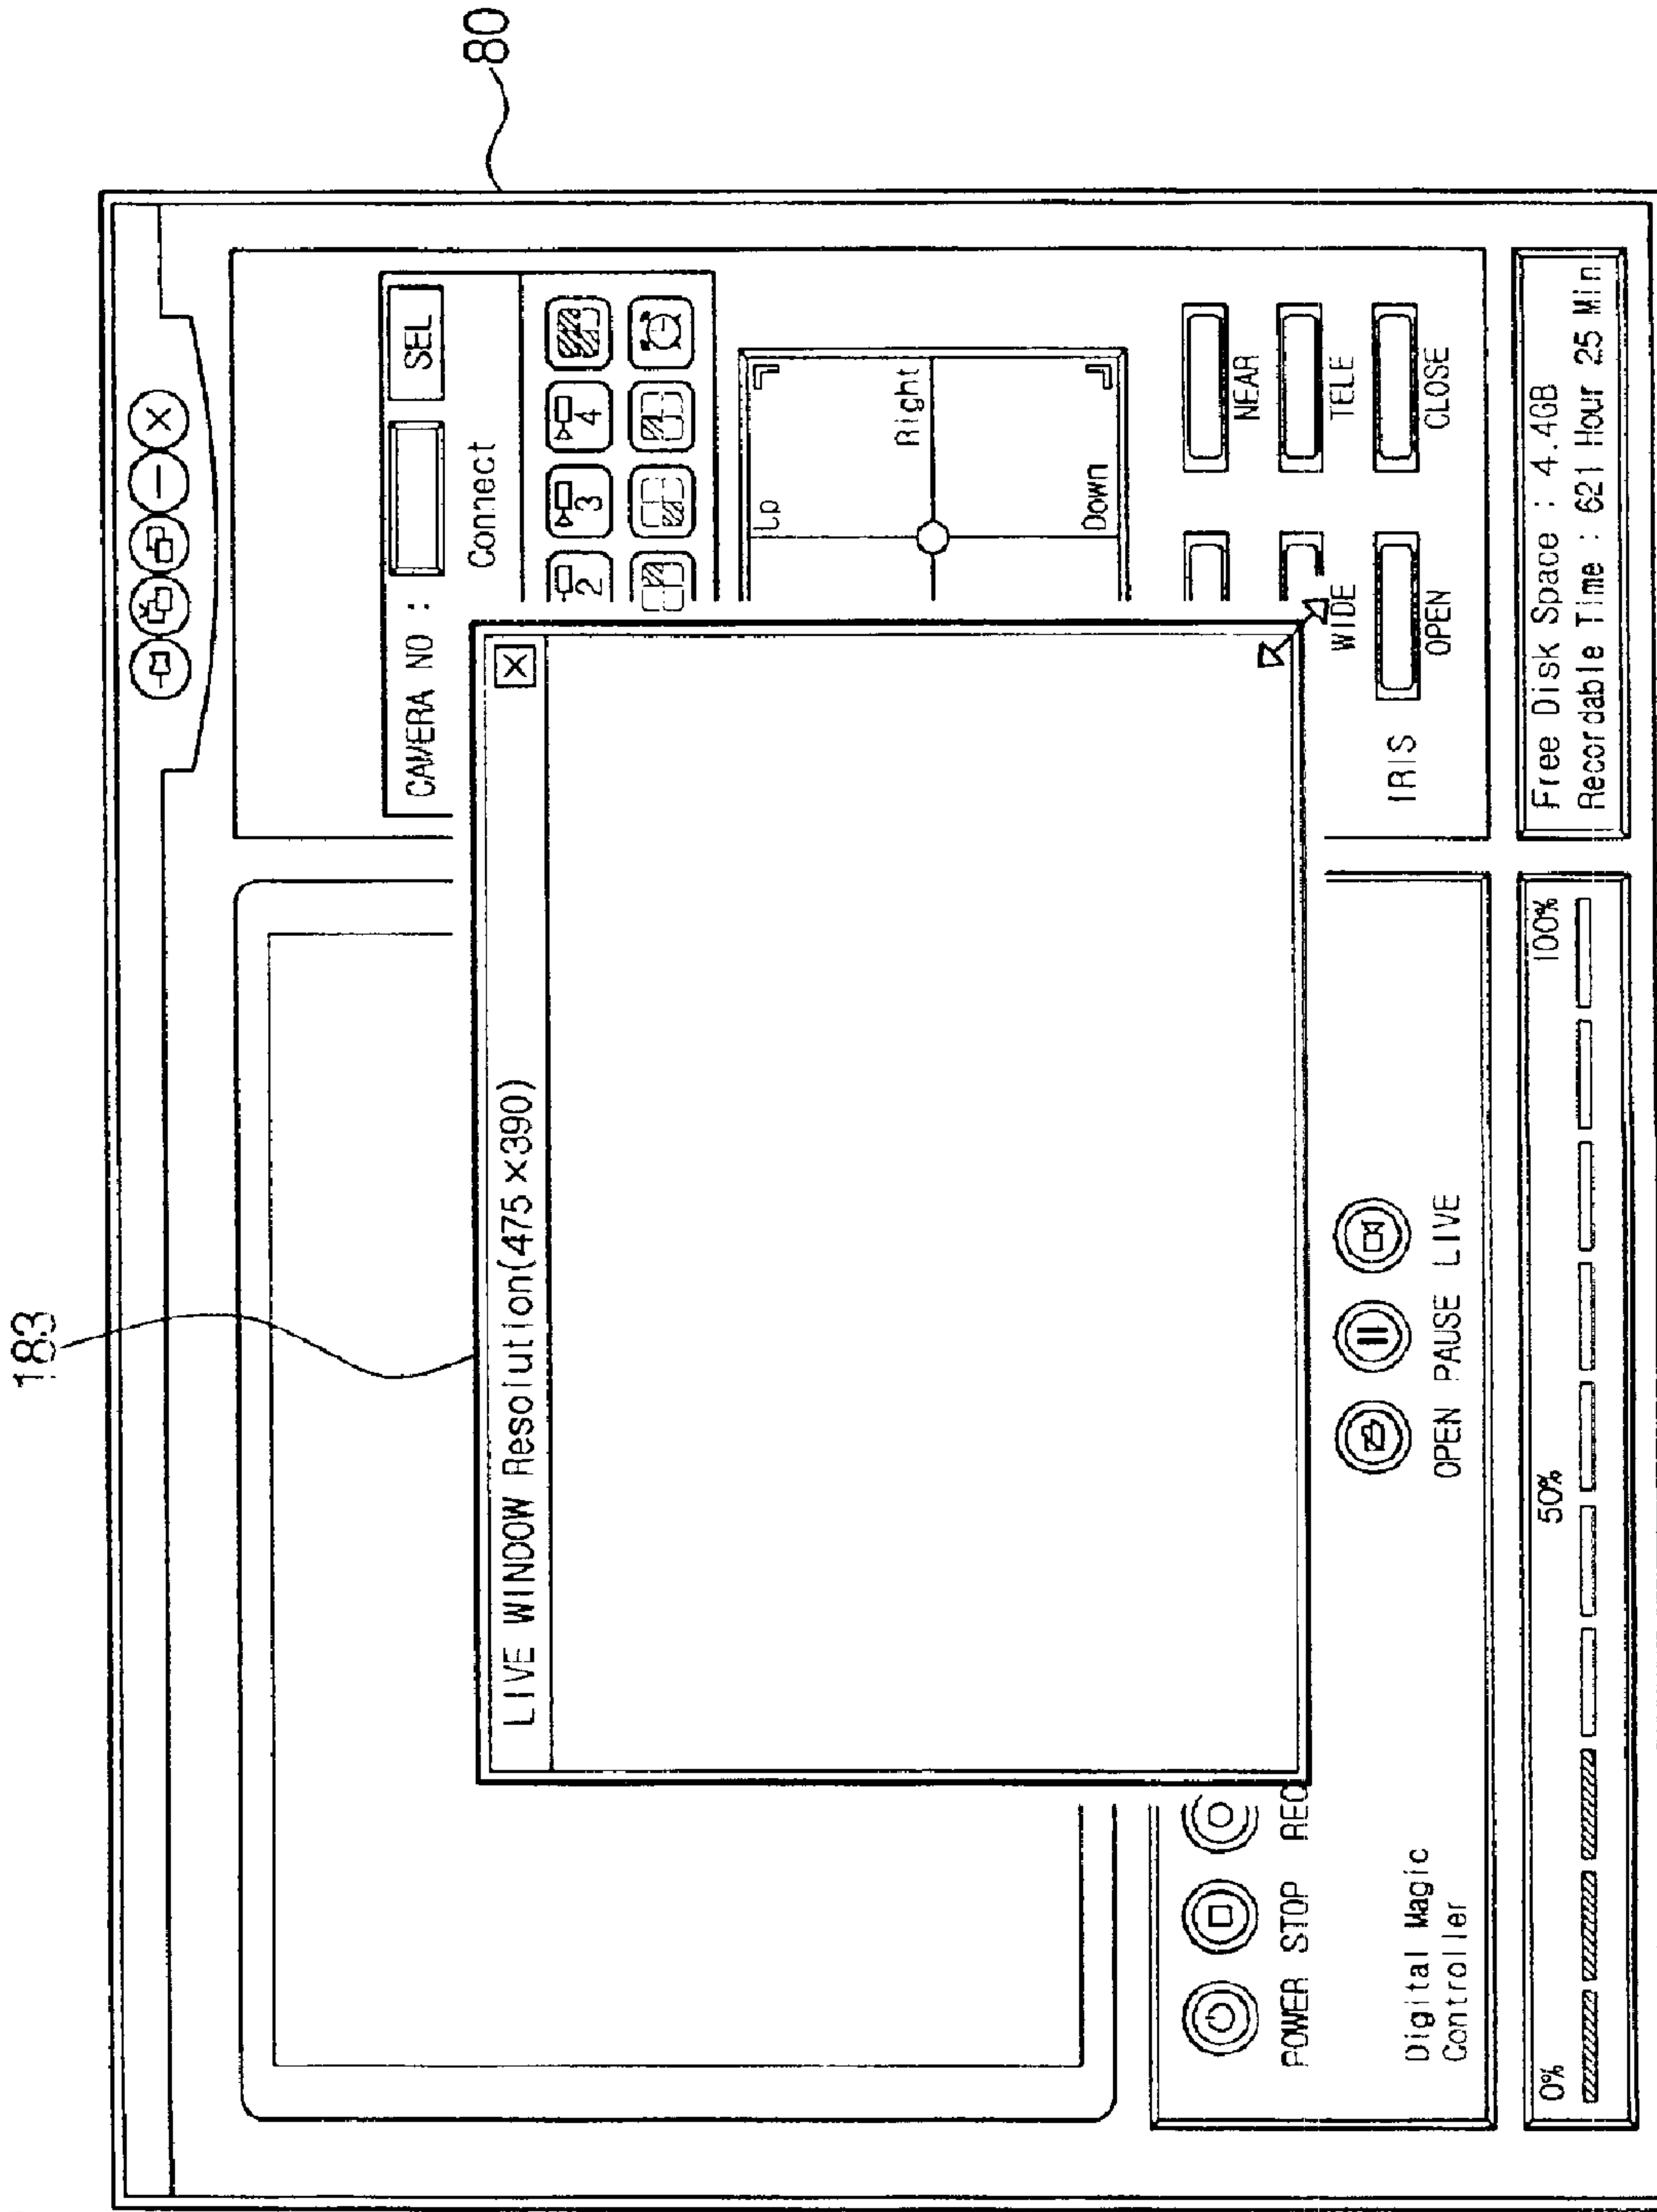 183
80
CAMERA NO :
SEL
Connect
2
3
4
LIVE WINDOW Resolution(475×390)
Up
Right
Down
NEAR
WIDE
TELE
IRIS
OPEN
CLOSE
POWER STOP REC
OPEN PAUSE LIVE
Digital Magic
Controller
0%
50%
100%
Free Disk Space : 4.4GB
Recordable Time : 621 Hour 25 Min